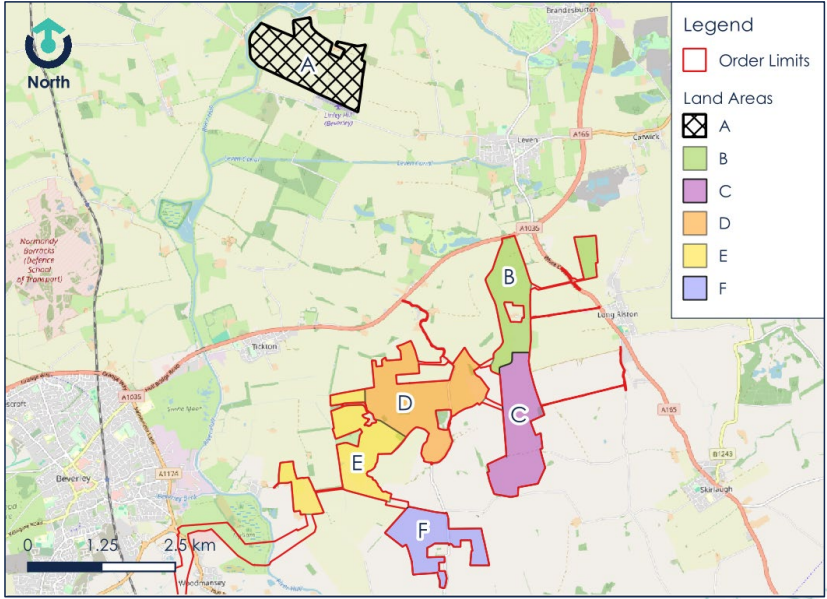 North
Brandesburton
A
Leven
A165
Catwick
Legend
Order Limits
Land Areas
A
B
C
D
E
F
Normandy
Barracks
(Defence
School
of Transport)
A1035
B
Long Riston
Tickton
A1035
D
C
A165
B1243
A1174
Beverley
E
Skirlaugh
F
0 1.25 2.5 km
Woodmansey